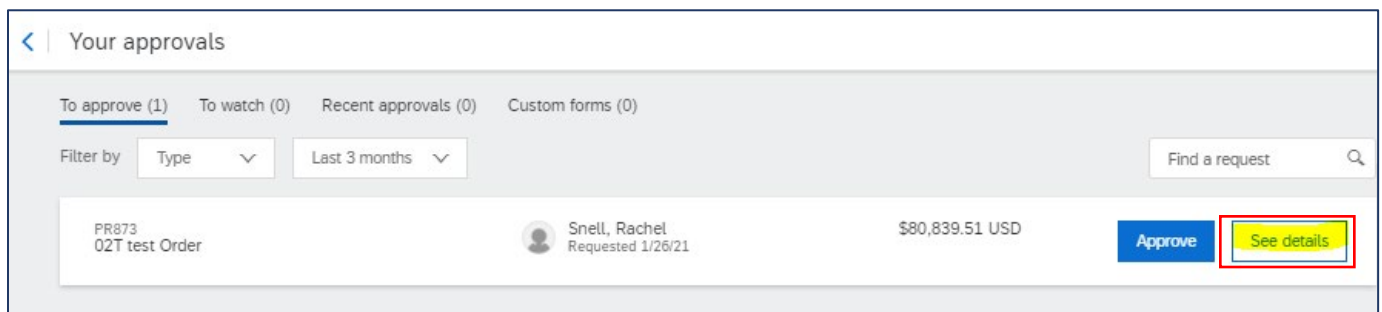 Your approvals
To approve (1) To watch (0) Recent approvals (0) Custom forms (0)
Filter by Type Last 3 months Find a request
PR873
02T test Order
Snell, Rachel
Requested 1/26/21
$80,839.51 USD
Approve See details